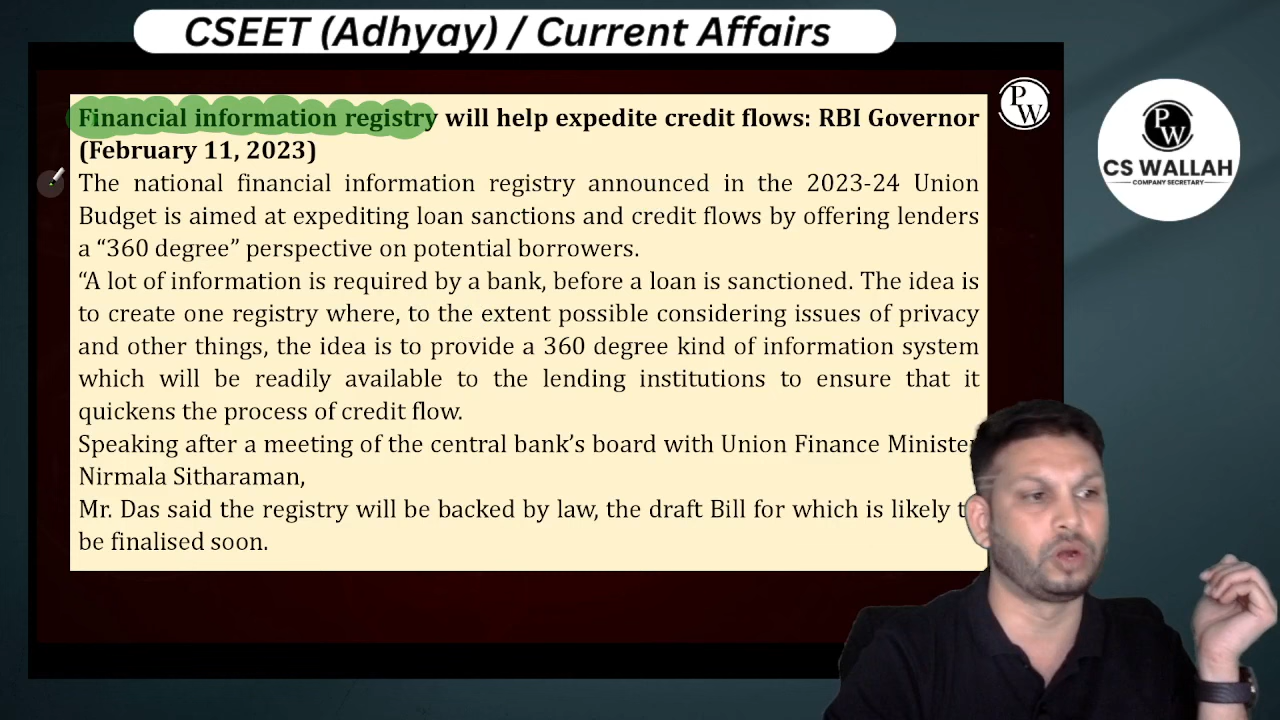 CSEET (Adhyay) / Current Affairs
Financial information registry will help expedite credit flows: RBI Governor
(February 11, 2023)
The national financial information registry announced in the 2023-24 Union
Budget is aimed at expediting loan sanctions and credit flows by offering lenders
a “360 degree” perspective on potential borrowers.
“A lot of information is required by a bank, before a loan is sanctioned. The idea is
to create one registry where, to the extent possible considering issues of privacy
and other things, the idea is to provide a 360 degree kind of information system
which will be readily available to the lending institutions to ensure that it
quickens the process of credit flow.
Speaking after a meeting of the central bank’s board with Union Finance Minister
Nirmala Sitharaman,
Mr. Das said the registry will be backed by law, the draft Bill for which is likely
be finalised soon.
PW
PW
CS WALLAH
COMPANY SECRETARY